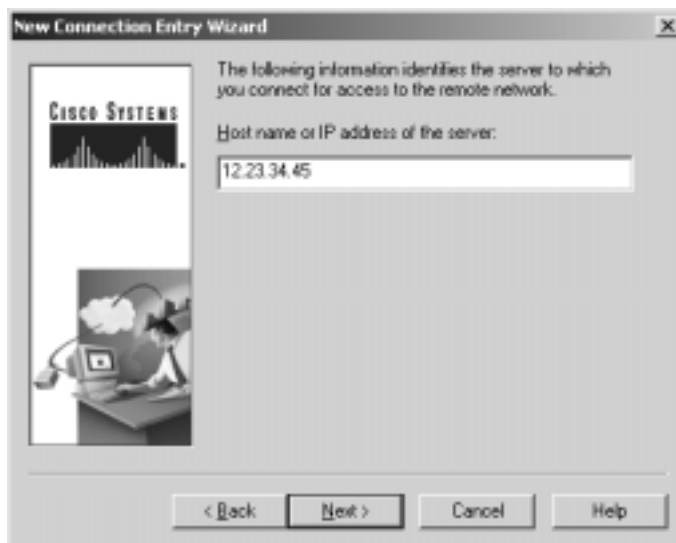 New Connection Entry Wizard
CISCO SYSTEMS
The following information identifies the server to which
you connect for access to the remote network.
Host name or IP address of the server:
12.23.34.45
< Back
Next >
Cancel
Help